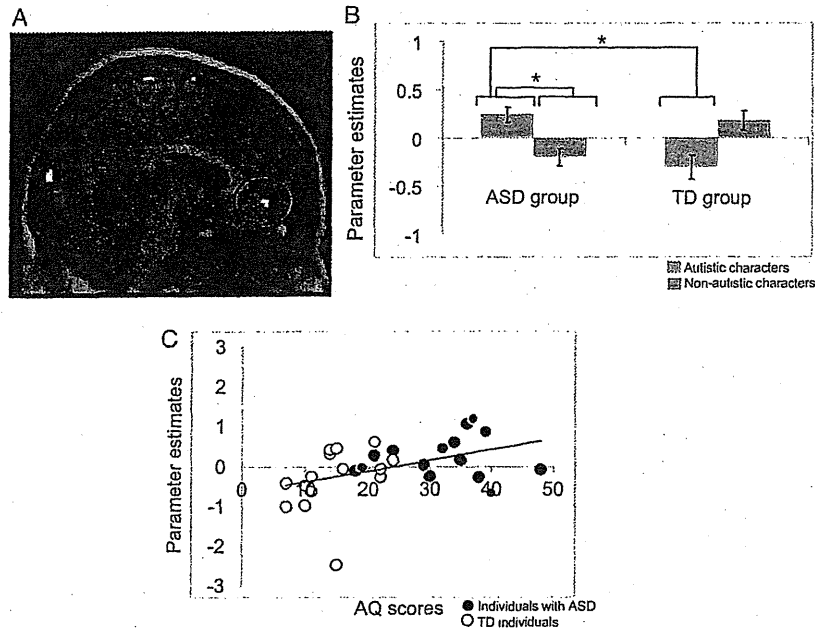 A
B
Parameter estimates
1
0.5
0
-0.5
-1
*
*
ASD group
TD group
Autistic characters
Non-autistic characters
C
Parameter estimates
3
2
1
0
-1
-2
-3
0
10
20
30
40
50
AQ scores
Individuals with ASD
TD individuals